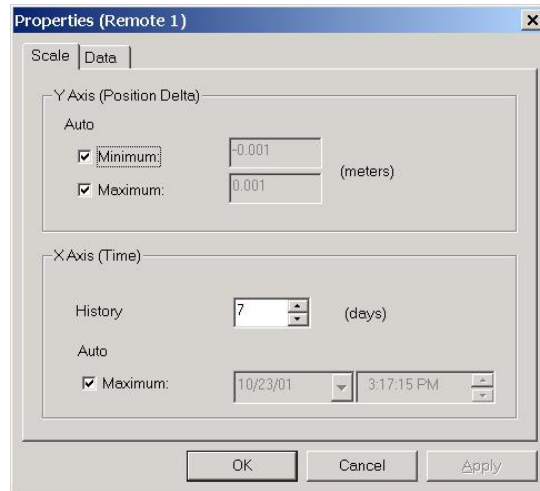 Properties (Remote 1)
Scale Data
Y Axis (Position Delta)
Auto
Minimum: -0.001
(meters)
Maximum: 0.001
X Axis (Time)
History 7 (days)
Auto
Maximum: 10/23/01 3:17:15 PM
OK Cancel Apply